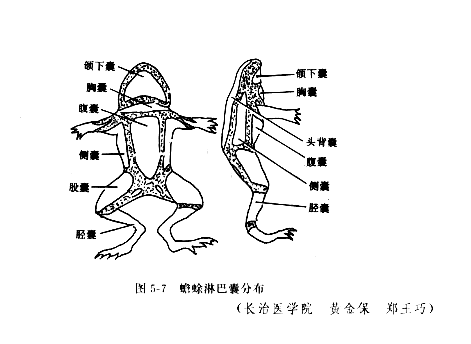 颌下囊
胸囊
腹囊
侧囊
股囊
胫囊
颌下囊
胸囊
头背囊
腹囊
侧囊
胫囊
图 5-7 蟾蜍淋巴囊分布
(长治医学院 黄金保 郑王巧)